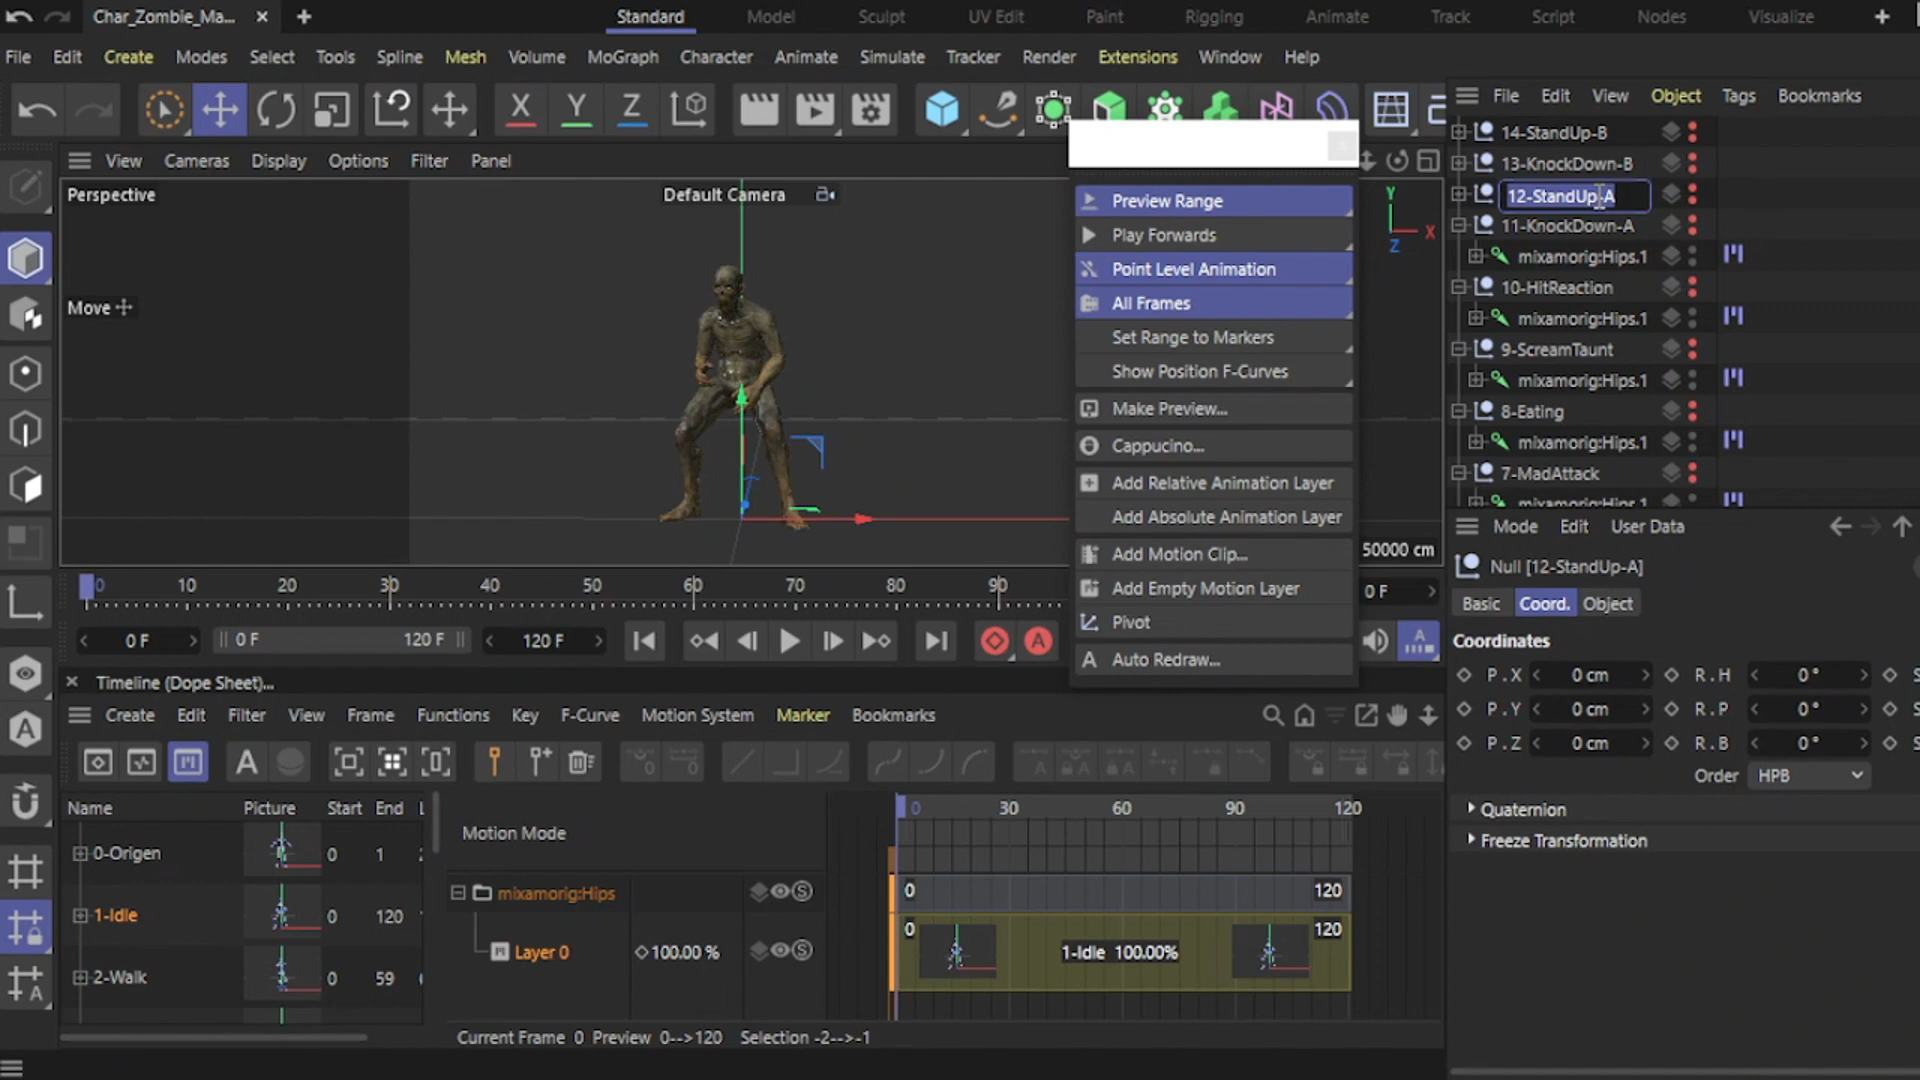 Char_Zombie_Ma...
Standard
Model
Sculpt
UV Edit
Paint
Rigging
Animate
Track
Script
Nodes
Visualize
File
Edit
Create
Modes
Select
Tools
Spline
Mesh
Volume
MoGraph
Character
Animate
Simulate
Tracker
Render
Extensions
Window
Help
X
Y
Z
View
Cameras
Display
Options
Filter
Panel
Perspective
Default Camera
Move
Y
X
Z
50000 cm
Preview Range
Play Forwards
Point Level Animation
All Frames
Set Range to Markers
Show Position F-Curves
Make Preview...
Cappucino...
Add Relative Animation Layer
Add Absolute Animation Layer
Add Motion Clip...
Add Empty Motion Layer
Pivot
Auto Redraw...
File
Edit
View
Object
Tags
Bookmarks
14-StandUp-B
13-KnockDown-B
12-StandUp-A
11-KnockDown-A
mixamorig:Hips.1
10-HitReaction
mixamorig:Hips.1
9-ScreamTaunt
mixamorig:Hips.1
8-Eating
mixamorig:Hips.1
7-MadAttack
mixamorig:Hips.1
Mode
Edit
User Data
Null [12-StandUp-A]
Basic
Coord.
Object
Coordinates
P . X
0 cm
R . H
0 °
S
P . Y
0 cm
R . P
0 °
S
P . Z
0 cm
R . B
0 °
S
Order
HPB
Quaternion
Freeze Transformation
0
10
20
30
40
50
60
70
80
90
0 F
0 F
0 F
120 F
120 F
Timeline (Dope Sheet)...
Create
Edit
Filter
View
Frame
Functions
Key
F-Curve
Motion System
Marker
Bookmarks
Name
Picture
Start
End
L
0-Origen
0
1
1-Idle
0
120
2-Walk
0
59
Motion Mode
0
30
60
90
120
mixamorig:Hips
0
120
Layer 0
100.00 %
0
120
1-Idle 100.00%
Current Frame 0 Preview 0-->120 Selection -2-->-1